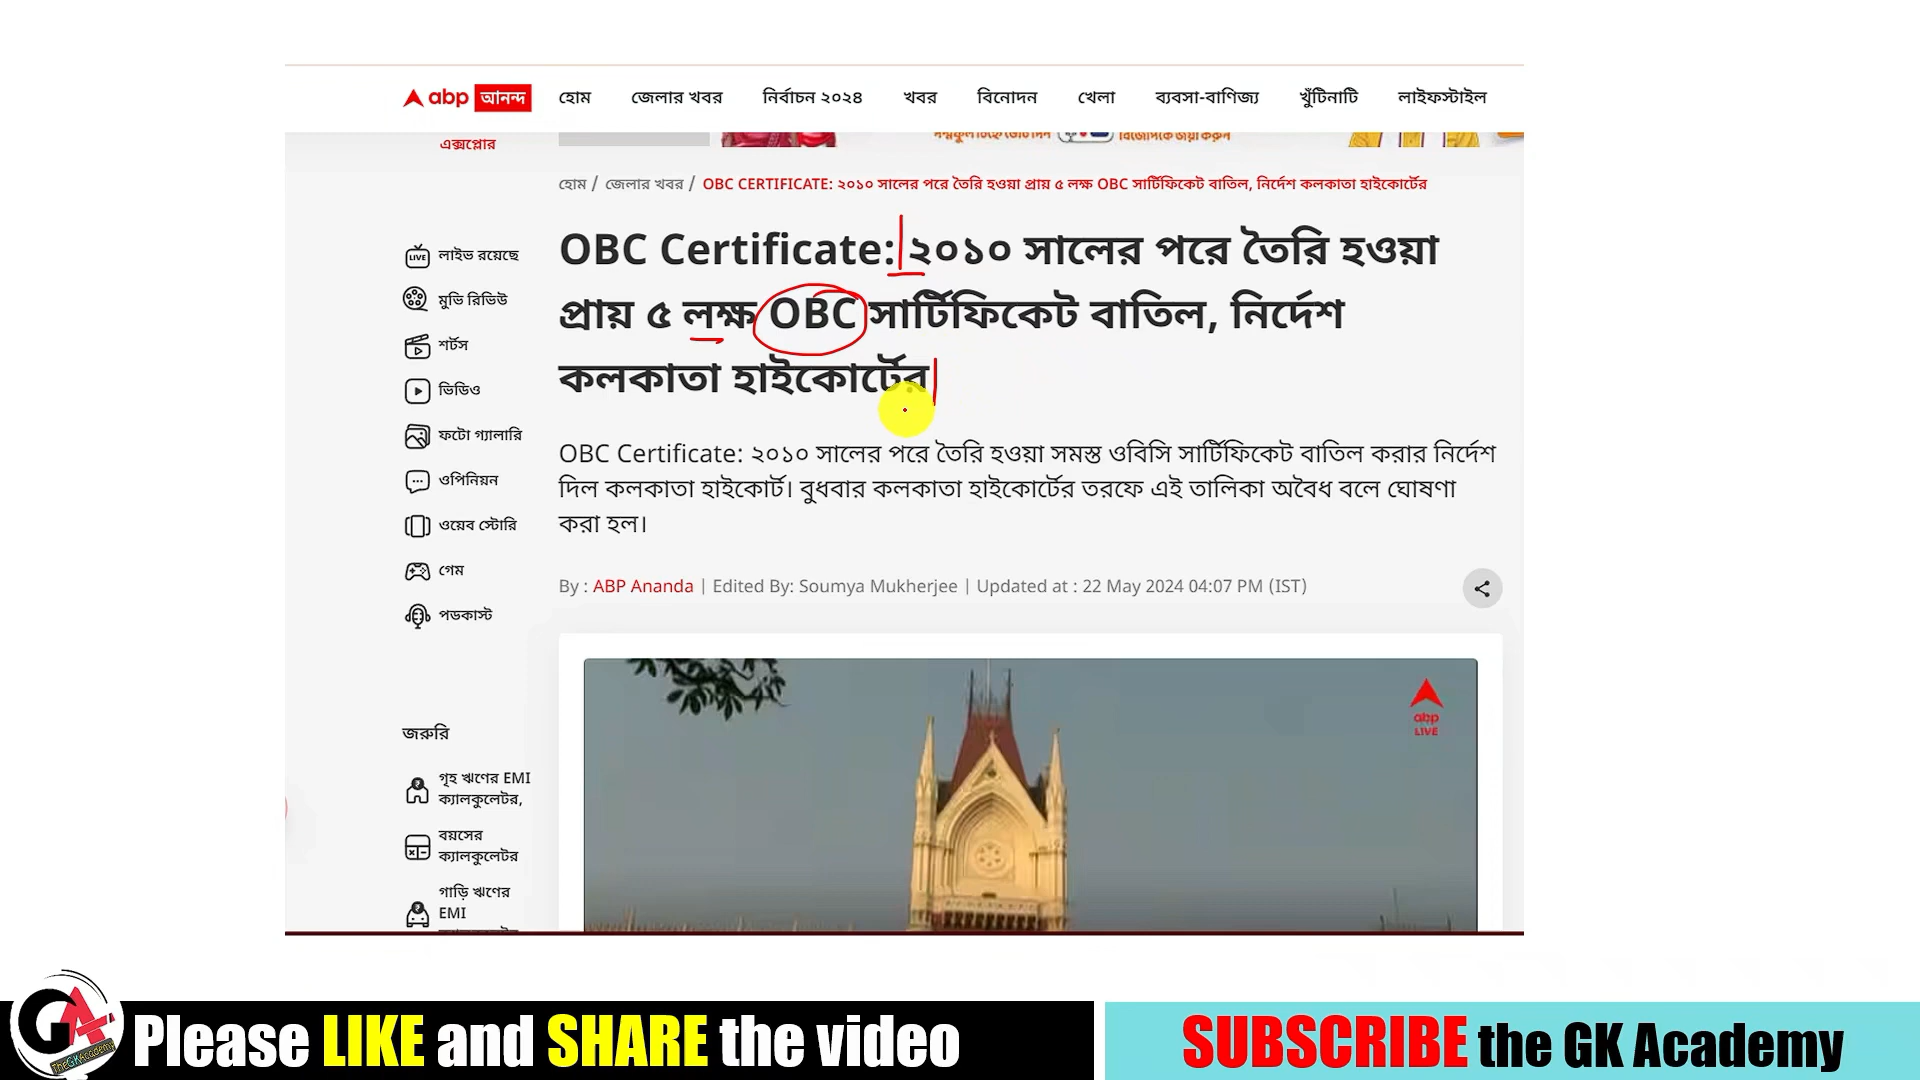 abp আনন্দ
হোম জেলার খবর নির্বাচন ২০২৪ খবর বিনোদন খেলা ব্যবসা-বাণিজ্য খুঁটিনাটি লাইফস্টাইল
এক্সপ্লোর
হোম / জেলার খবর / OBC CERTIFICATE: ২০১০ সালের পরে তৈরি হওয়া প্রায় ৫ লক্ষ OBC সার্টিফিকেট বাতিল, নির্দেশ কলকাতা হাইকোর্টের
OBC Certificate: ২০১০ সালের পরে তৈরি হওয়া
প্রায় ৫ লক্ষ OBC সার্টিফিকেট বাতিল, নির্দেশ
কলকাতা হাইকোর্টের
OBC Certificate: ২০১০ সালের পরে তৈরি হওয়া সমস্ত ওবিসি সার্টিফিকেট বাতিল করার নির্দেশ
দিল কলকাতা হাইকোর্ট। বুধবার কলকাতা হাইকোর্টের তরফে এই তালিকা অবৈধ বলে ঘোষণা
করা হল।
By : ABP Ananda | Edited By: Soumya Mukherjee | Updated at : 22 May 2024 04:07 PM (IST)
LIVE লাইভ রয়েছে
মুভি রিভিউ
শর্টস
ভিডিও
ফটো গ্যালারি
ওপিনিয়ন
ওয়েব স্টোরি
গেম
পডকাস্ট
জরুরি
গৃহ ঋণের EMI
ক্যালকুলেটর,
বয়সের
ক্যালকুলেটর
গাড়ি ঋণের
EMI
abp
LIVE
GA
The GK Academy
Please LIKE and SHARE the video
SUBSCRIBE the GK Academy